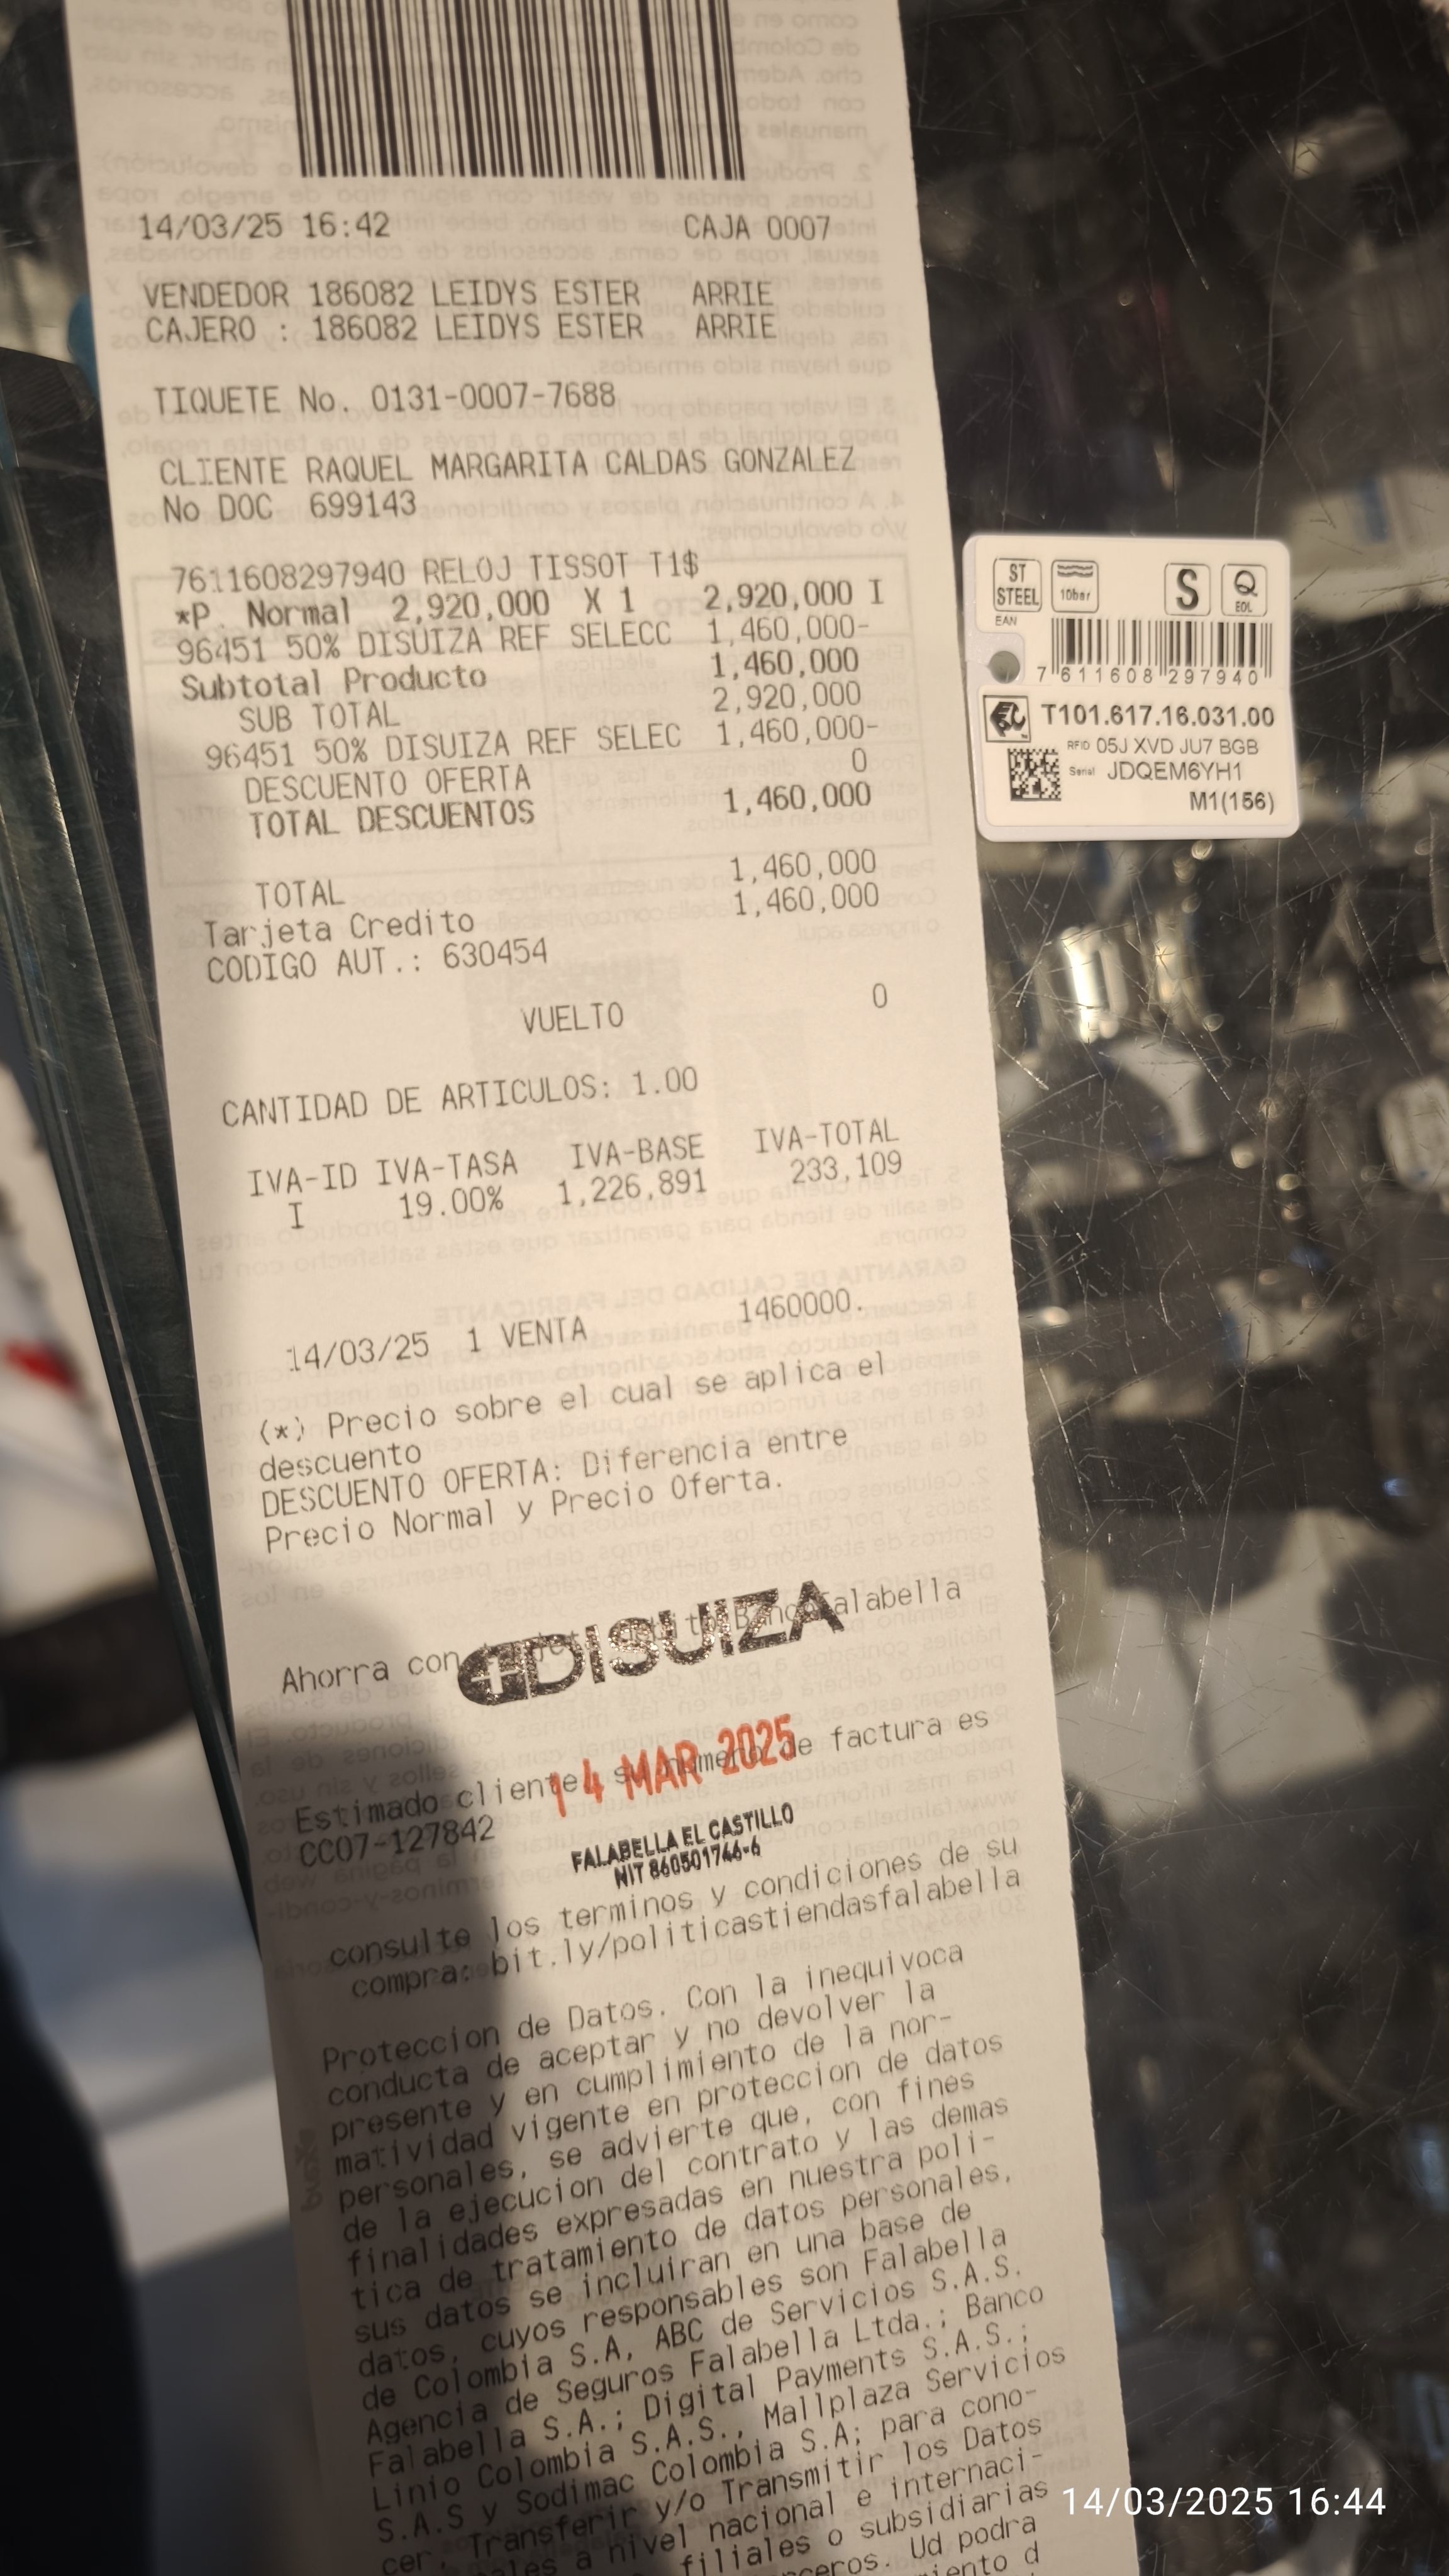 14/03/25 16:42 CAJA 0007
VENDEDOR 186082 LEIDYS ESTER ARRIE
CAJERO : 186082 LEIDYS ESTER ARRIE
TIQUETE No. 0131-0007-7688
CLIENTE RAQUEL MARGARITA CALDAS GONZALEZ
No DOC 699143
7611608297940 RELOJ TISSOT T1$
*P. Normal 2,920,000 X 1 2,920,000 I
96451 50% DISUIZA REF SELECC 1,460,000-
Subtotal Producto 1,460,000
SUB TOTAL 2,920,000
96451 50% DISUIZA REF SELEC 1,460,000-
DESCUENTO OFERTA 0
TOTAL DESCUENTOS 1,460,000
TOTAL 1,460,000
Tarjeta Credito 1,460,000
CODIGO AUT.: 630454
VUELTO 0
CANTIDAD DE ARTICULOS: 1.00
IVA-ID IVA-TASA IVA-BASE IVA-TOTAL
I 19.00% 1,226,891 233,109
14/03/25 1 VENTA 1460000.
(*) Precio sobre el cual se aplica el
descuento
DESCUENTO OFERTA: Diferencia entre
Precio Normal y Precio Oferta.
Ahorra con BancoFalabella
DISUIZA
14 MAR 2025
Estimado cliente su numero de factura es
CC07-127842
FALABELLA EL CASTILLO
NIT 860501746-6
consulte los terminos y condiciones de su
compra: bit.ly/politicastiendasfalabella
Proteccion de Datos. Con la inequivoca
conducta de aceptar y no devolver la
presente y en cumplimiento de la nor-
matividad vigente en proteccion de datos
personales, se advierte que, con fines
de la ejecucion del contrato y las demas
finalidades expresadas en nuestra poli-
tica de tratamiento de datos personales,
sus datos se incluiran en una base de
datos, cuyos responsables son Falabella
de Colombia S.A, ABC de Servicios S.A.S.
Agencia de Seguros Falabella Ltda.; Banco
Falabella S.A.; Digital Payments S.A.S.;
Linio Colombia S.A.S., Mallplaza Servicios
S.A.S y Sodimac Colombia S.A; para cono-
cer, Transferir y/o Transmitir los Datos
a nivel nacional e internaci-
filiales o subsidiarias
Ud podra
ST
STEEL
10bar
S
Q
EOL
EAN
7 611608 297940
T101.617.16.031.00
RFID 05J XVD JU7 BGB
Serial JDQEM6YH1
M1(156)
14/03/2025 16:44